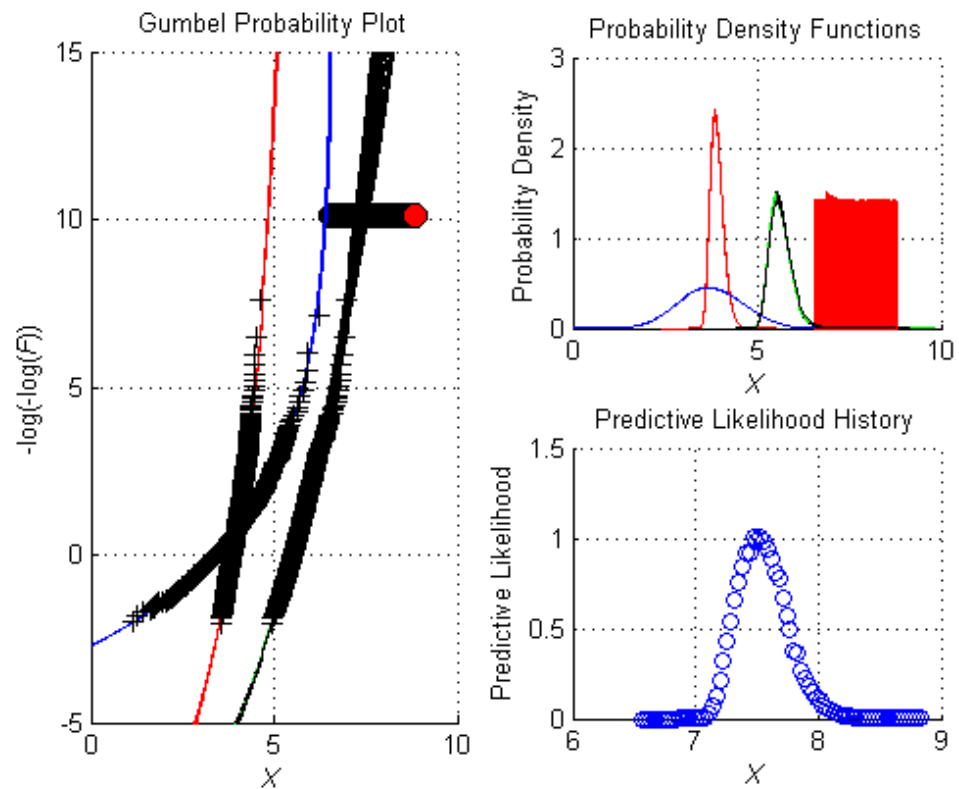 Gumbel Probability Plot
15
10
5
0
-5
-log(-log(F))
0 5 10
X
Probability Density Functions
3
2
1
0
Probability Density
0 5 10
X
Predictive Likelihood History
1.5
1
0.5
0
Predictive Likelihood
6 7 8 9
X